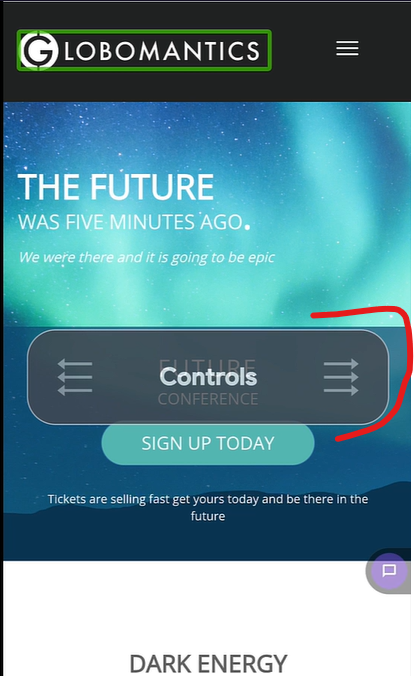 GLOBOMANTICS
THE FUTURE
WAS FIVE MINUTES AGO.
We were there and it is going to be epic
FUTURE
Controls
CONFERENCE
SIGN UP TODAY
Tickets are selling fast get yours today and be there in the
future
DARK ENERGY